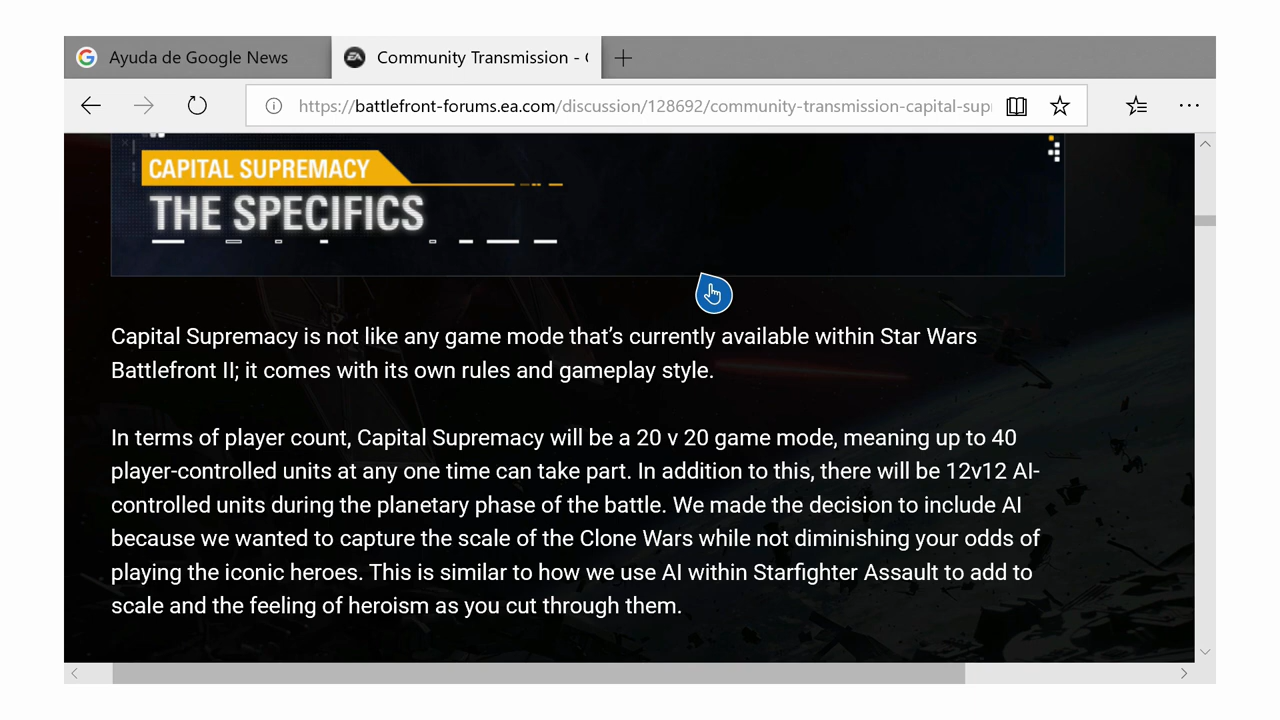 Ayuda de Google News
Community Transmission - (
https://battlefront-forums.ea.com/discussion/128692/community-transmission-capital-sup
CAPITAL SUPREMACY
THE SPECIFICS
Capital Supremacy is not like any game mode that’s currently available within Star Wars
Battlefront II; it comes with its own rules and gameplay style.
In terms of player count, Capital Supremacy will be a 20 v 20 game mode, meaning up to 40
player-controlled units at any one time can take part. In addition to this, there will be 12v12 AI-
controlled units during the planetary phase of the battle. We made the decision to include AI
because we wanted to capture the scale of the Clone Wars while not diminishing your odds of
playing the iconic heroes. This is similar to how we use AI within Starfighter Assault to add to
scale and the feeling of heroism as you cut through them.